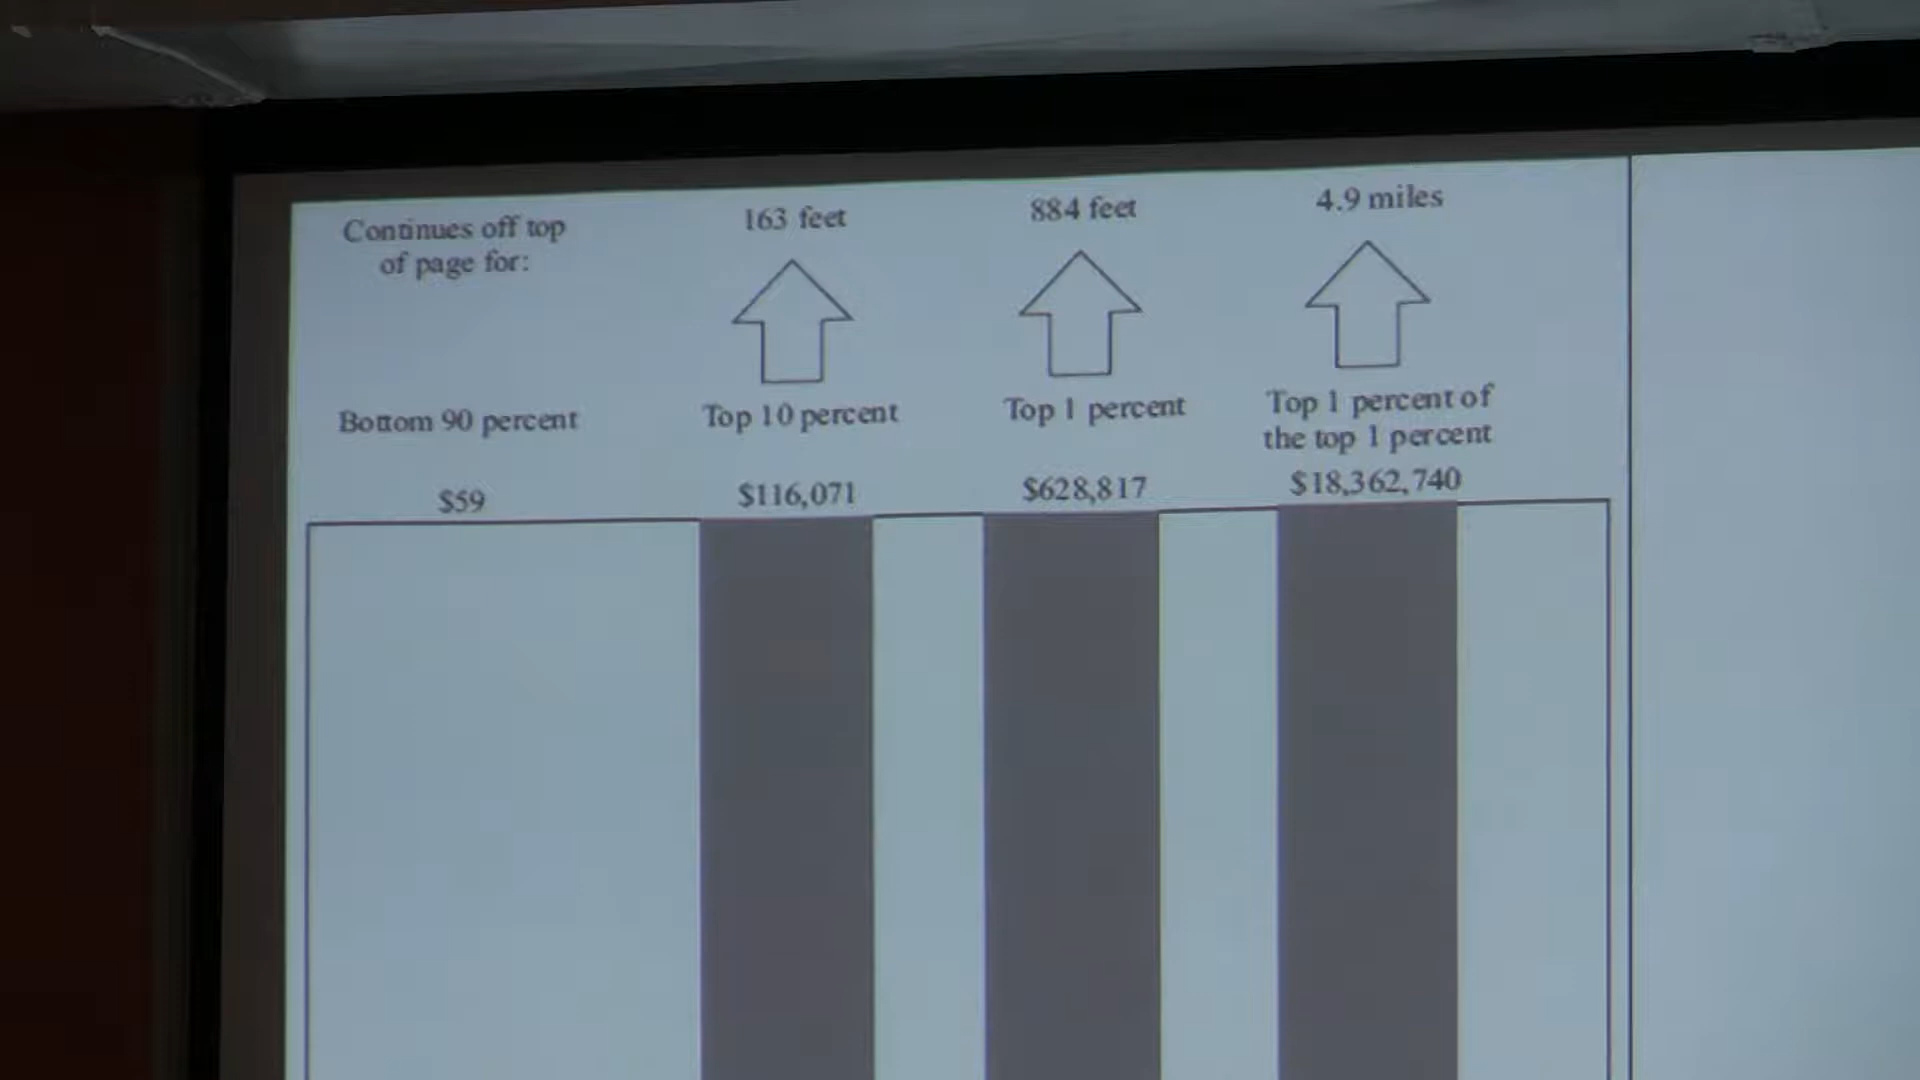 Continues off top
of page for:
163 feet
884 feet
4.9 miles
Bottom 90 percent
Top 10 percent
Top 1 percent
Top 1 percent of
the top 1 percent
$59
$116,071
$628,817
$18,362,740